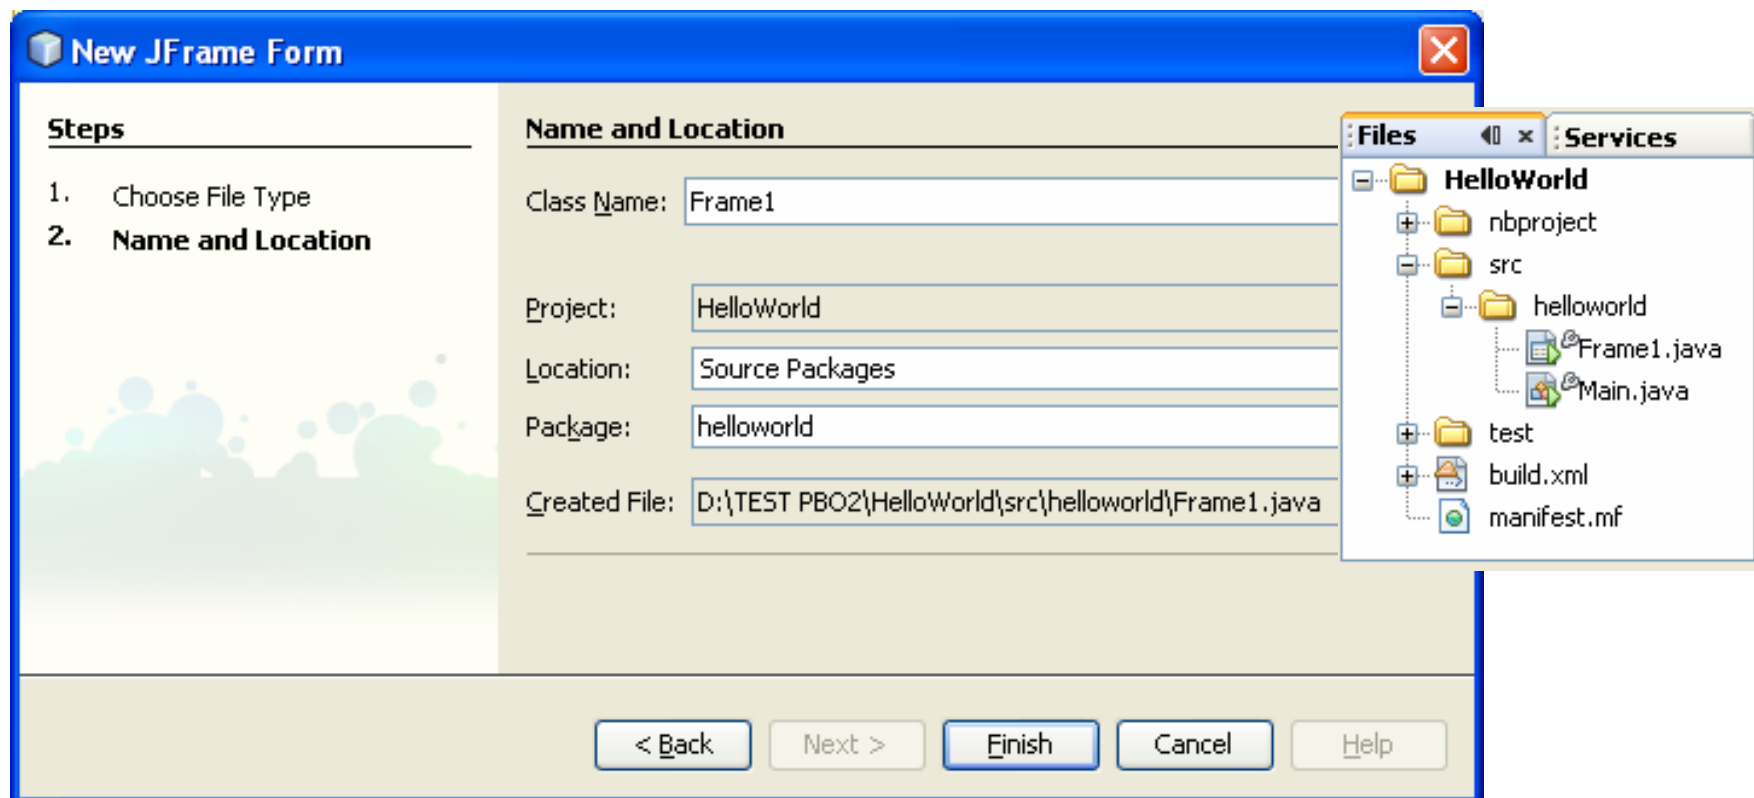 New JFrame Form
Steps
1. Choose File Type
2. Name and Location
Name and Location
Class Name: Frame1
Project: HelloWorld
Location: Source Packages
Package: helloworld
Created File: D:\TEST PBO2\HelloWorld\src\helloworld\Frame1.java
< Back Next > Finish Cancel Help
Files Services
HelloWorld
nbproject
src
helloworld
Frame1.java
Main.java
test
build.xml
manifest.mf